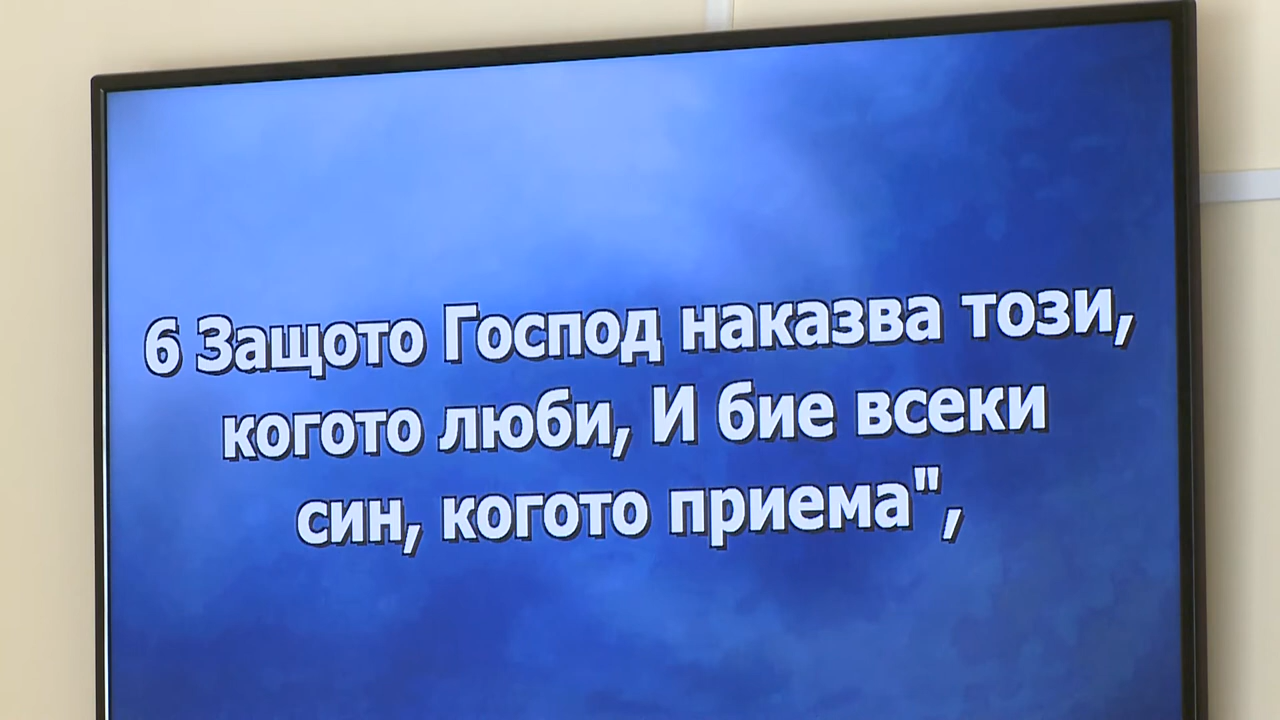 6 Защото Господ наказва този,
когото люби, И бие всеки
син, когото приема",